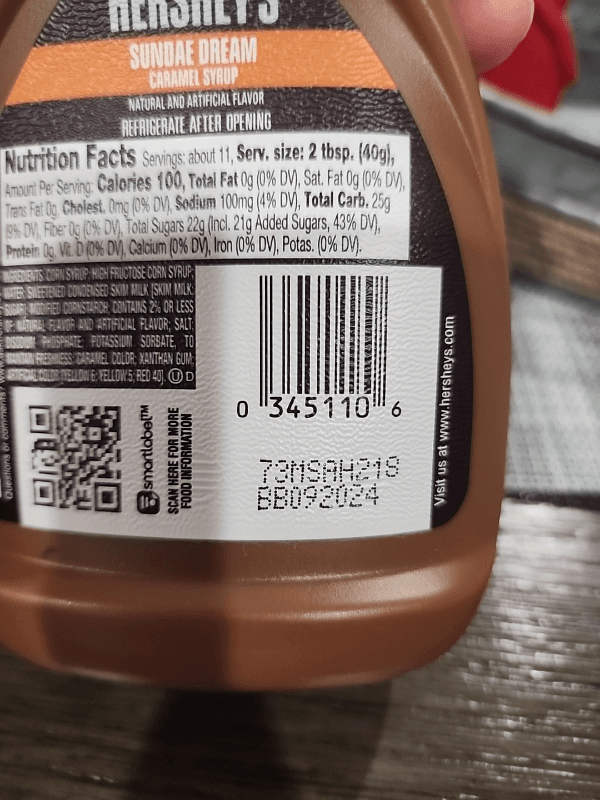 HERSHEY'S
SUNDAE DREAM
CARAMEL SYRUP
NATURAL AND ARTIFICIAL FLAVOR
REFRIGERATE AFTER OPENING
Nutrition Facts Servings: about 11, Serv. size: 2 tbsp. (40g),
Amount Per Serving: Calories 100, Total Fat 0g (0% DV), Sat. Fat 0g (0% DV),
Trans Fat 0g, Cholest. 0mg (0% DV), Sodium 100mg (4% DV), Total Carb. 25g
(9% DV), Fiber 0g (0% DV), Total Sugars 22g (Incl. 21g Added Sugars, 43% DV),
Protein 0g, Vit. D (0% DV), Calcium (0% DV), Iron (0% DV), Potas. (0% DV).
INGREDIENTS: CORN SYRUP; HIGH FRUCTOSE CORN SYRUP;
WATER; SWEETENED CONDENSED SKIM MILK [SKIM MILK;
SUGAR]; MODIFIED CORNSTARCH; CONTAINS 2% OR LESS
OF: NATURAL FLAVOR AND ARTIFICIAL FLAVOR; SALT;
PHOSPHATE; POTASSIUM SORBATE, TO
MAINTAIN FRESHNESS; CARAMEL COLOR; XANTHAN GUM;
ARTIFICIAL COLOR (YELLOW 6; YELLOW 5; RED 40). U D
Questions or comments?
smartlabel™
SCAN HERE FOR MORE
FOOD INFORMATION
0 345110 6
73MSAH218
BB092024
Visit us at www.hersheys.com